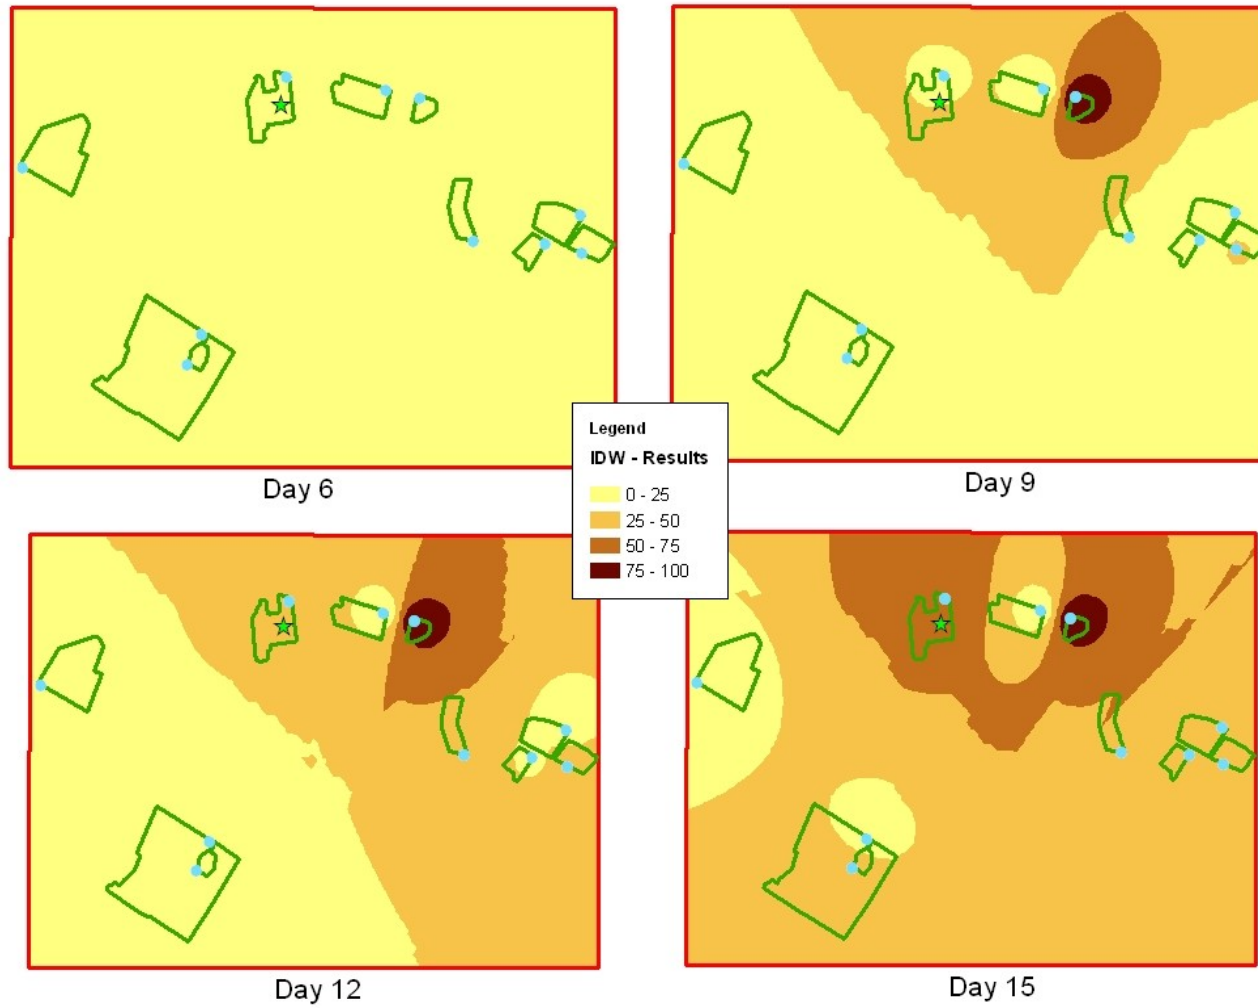 Day 6
Day 9
Legend
IDW - Results
0 - 25
25 - 50
50 - 75
75 - 100
Day 12
Day 15